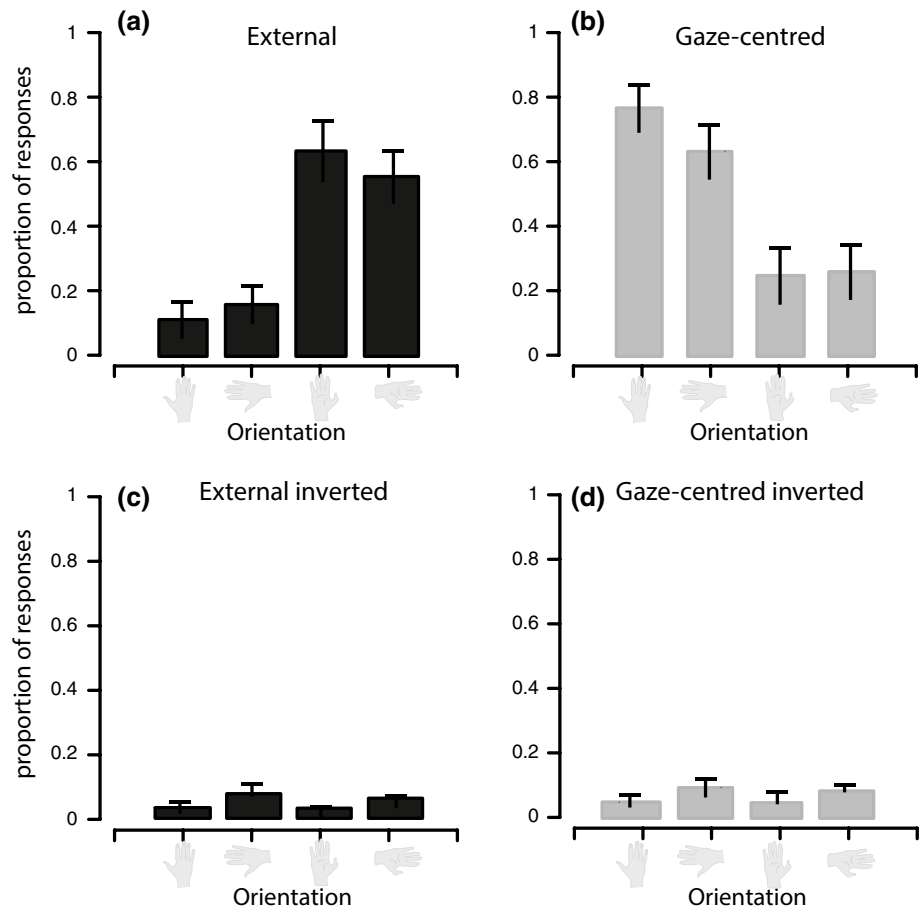 (a)
External
proportion of responses
1
0.8
0.6
0.4
0.2
0
Orientation
(b)
Gaze-centred
1
0.8
0.6
0.4
0.2
0
Orientation
(c)
External inverted
proportion of responses
1
0.8
0.6
0.4
0.2
0
Orientation
(d)
Gaze-centred inverted
1
0.8
0.6
0.4
0.2
0
Orientation